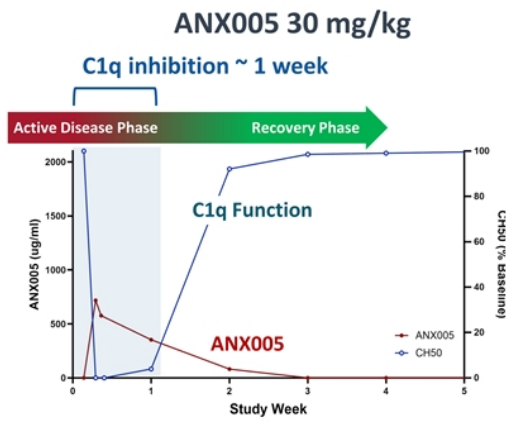 ANX005 30 mg/kg
C1q inhibition ~ 1 week
Active Disease Phase
Recovery Phase
2000
1500
1000
500
0
ANX005 (ug/ml)
C1q Function
ANX005
ANX005
CH50
100
80
60
40
20
0
CH50 (% Baseline)
0 1 2 3 4 5
Study Week